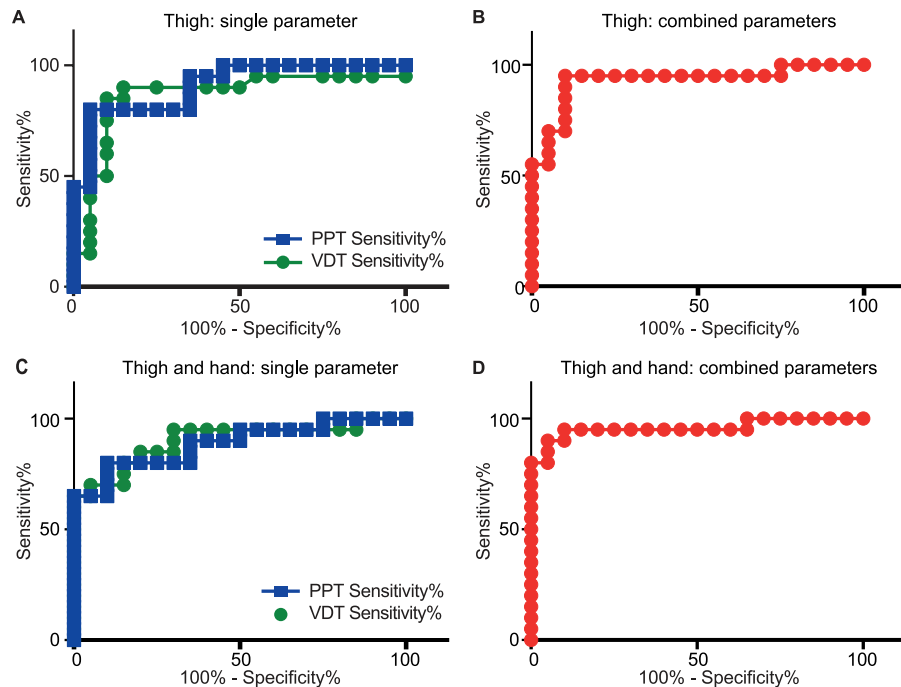 A
Thigh: single parameter
100
50
0
Sensitivity%
PPT Sensitivity%
VDT Sensitivity%
0
50
100
100% - Specificity%
B
Thigh: combined parameters
100
50
0
Sensitivity%
0
50
100
100% - Specificity%
C
Thigh and hand: single parameter
100
50
0
Sensitivity%
PPT Sensitivity%
VDT Sensitivity%
0
50
100
100% - Specificity%
D
Thigh and hand: combined parameters
100
50
0
Sensitivity%
0
50
100
100% - Specificity%